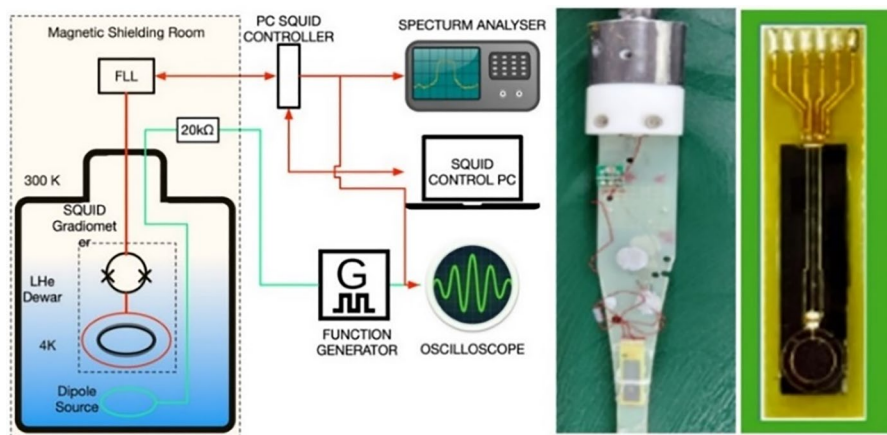 Magnetic Shielding Room
FLL
20kΩ
300 K
SQUID
Gradiomet
er
LHe
Dewar
4K
Dipole
Source
PC SQUID
CONTROLLER
SPECTURM ANALYSER
SQUID
CONTROL PC
G
FUNCTION
GENERATOR
OSCILLOSCOPE